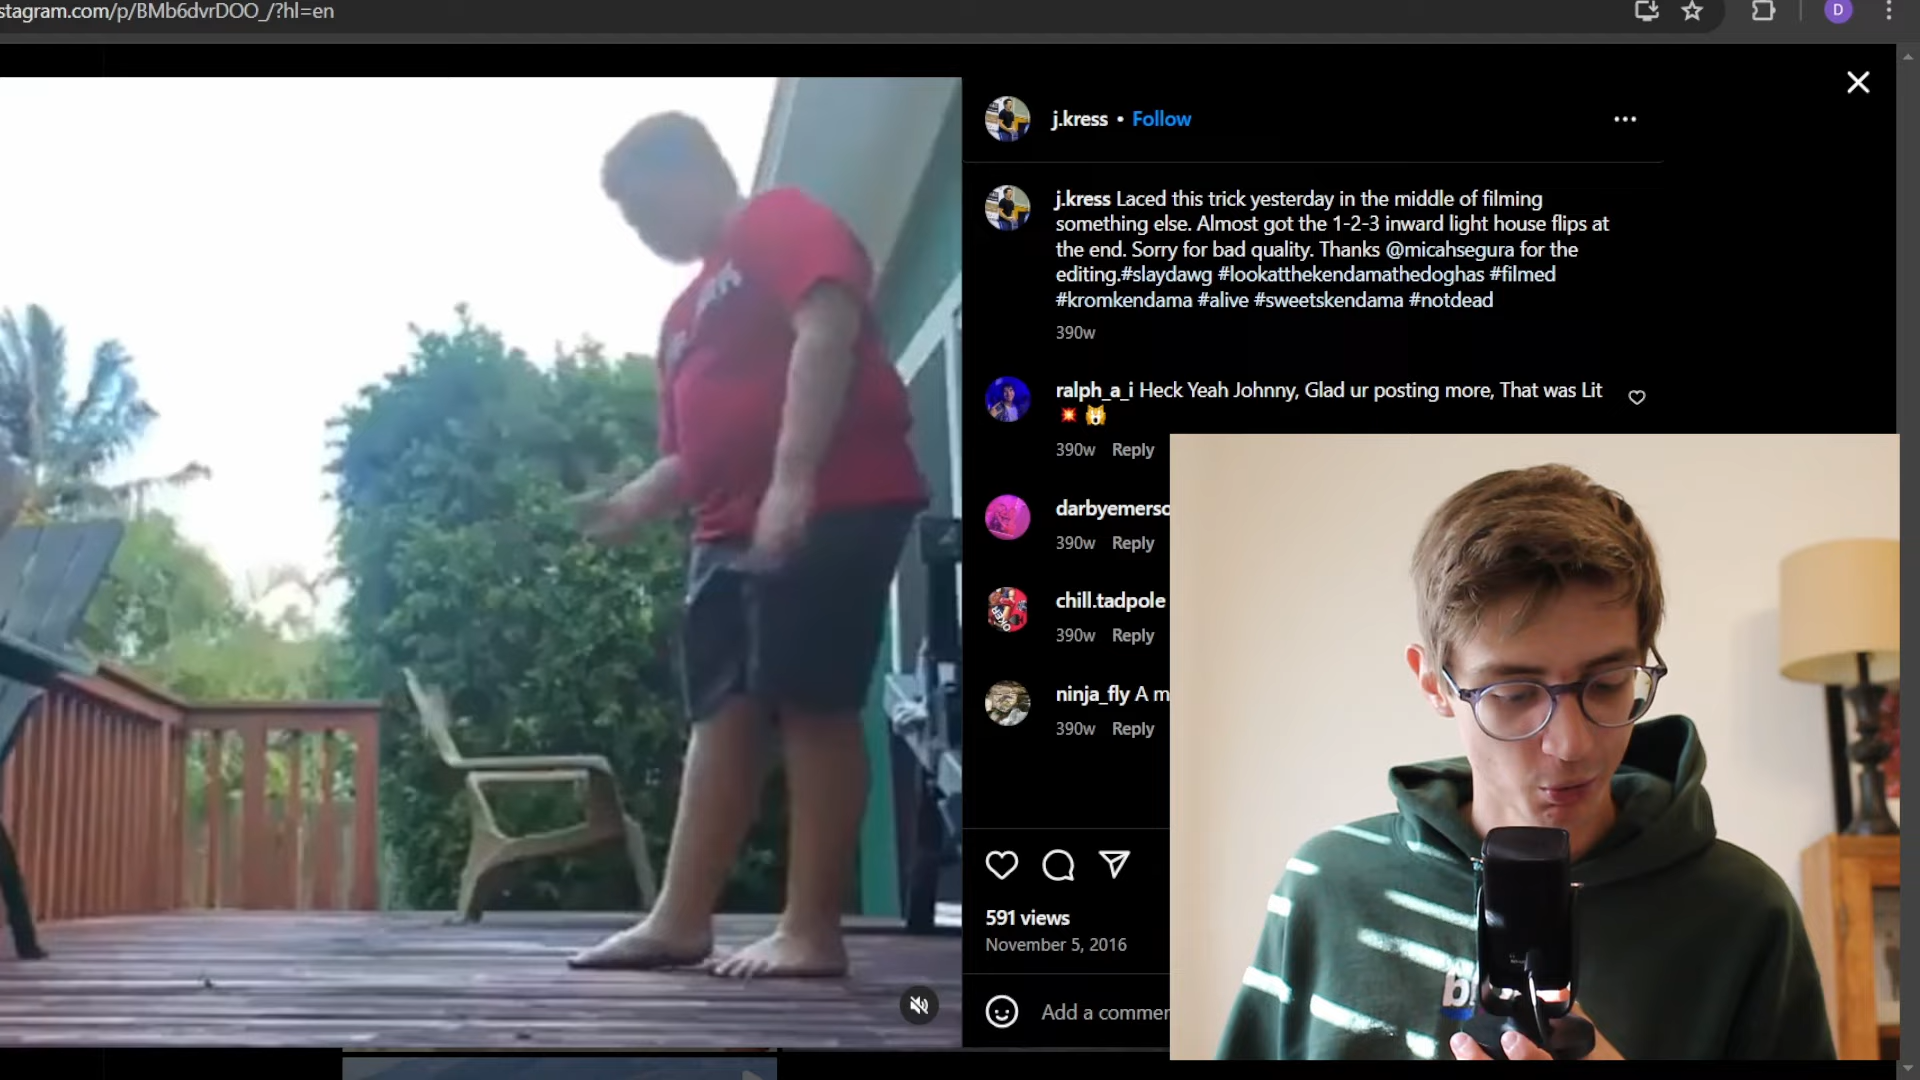 stagram.com/p/BMb6dvrDOO_/?hl=en
D
j.kress • Follow
j.kress Laced this trick yesterday in the middle of filming
something else. Almost got the 1-2-3 inward light house flips at
the end. Sorry for bad quality. Thanks @micahsegura for the
editing.#slaydawg #lookatthekendamathedoghas #filmed
#kromkendama #alive #sweetskendama #notdead
390w
ralph_a_i Heck Yeah Johnny, Glad ur posting more, That was Lit
💥 🙀
390w Reply
darbyemerso
390w Reply
chill.tadpole
390w Reply
ninja_fly A m
390w Reply
591 views
November 5, 2016
Add a commen